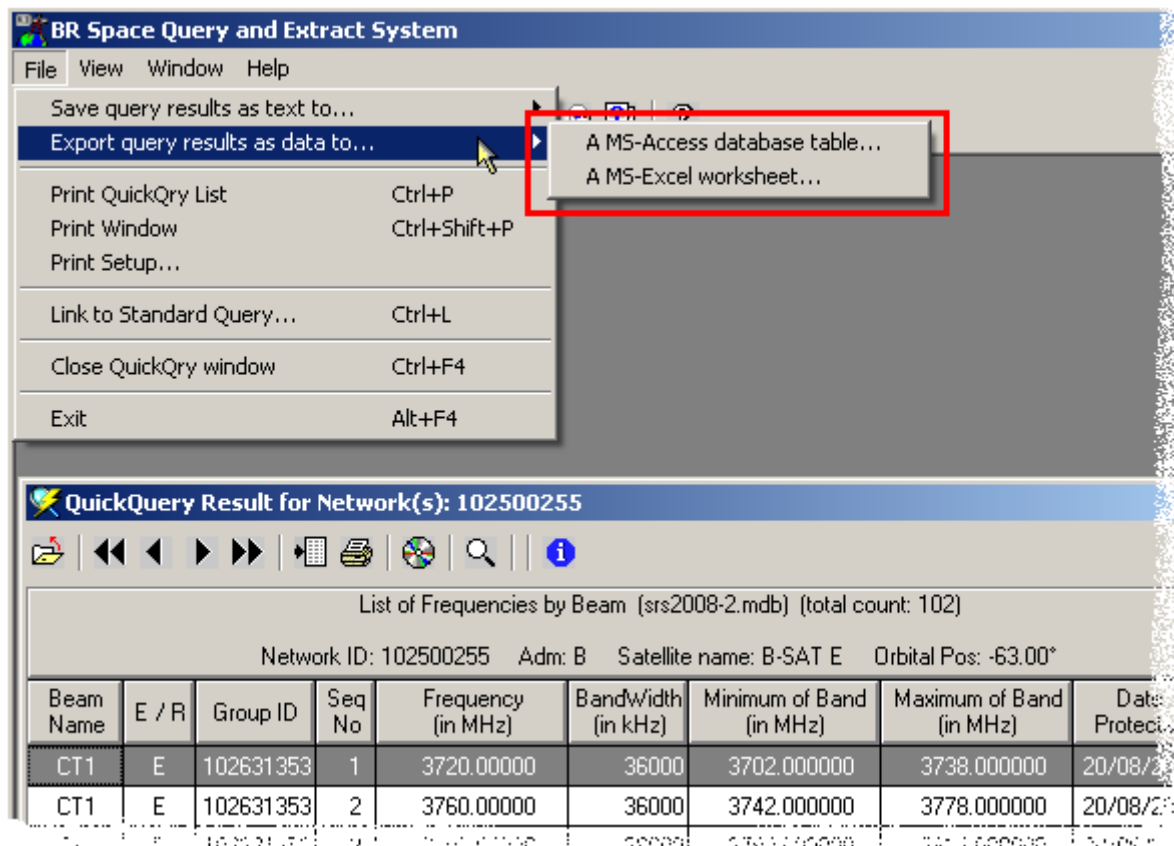 BR Space Query and Extract System
File View Window Help
Save query results as text to...
Export query results as data to...
A MS-Access database table...
A MS-Excel worksheet...
Print QuickQry List Ctrl+P
Print Window Ctrl+Shift+P
Print Setup...
Link to Standard Query... Ctrl+L
Close QuickQry window Ctrl+F4
Exit Alt+F4
QuickQuery Result for Network(s): 102500255
List of Frequencies by Beam (srs2008-2.mdb) (total count: 102)
Network ID: 102500255 Adm: B Satellite name: B-SAT E Orbital Pos: -63.00°
Beam Name E / R Group ID Seq No Frequency (in MHz) BandWidth (in kHz) Minimum of Band (in MHz) Maximum of Band (in MHz)
CT1 E 102631353 1 3720.00000 36000 3702.000000 3738.000000 20/08/
CT1 E 102631353 2 3760.00000 36000 3742.000000 3778.000000 20/08/